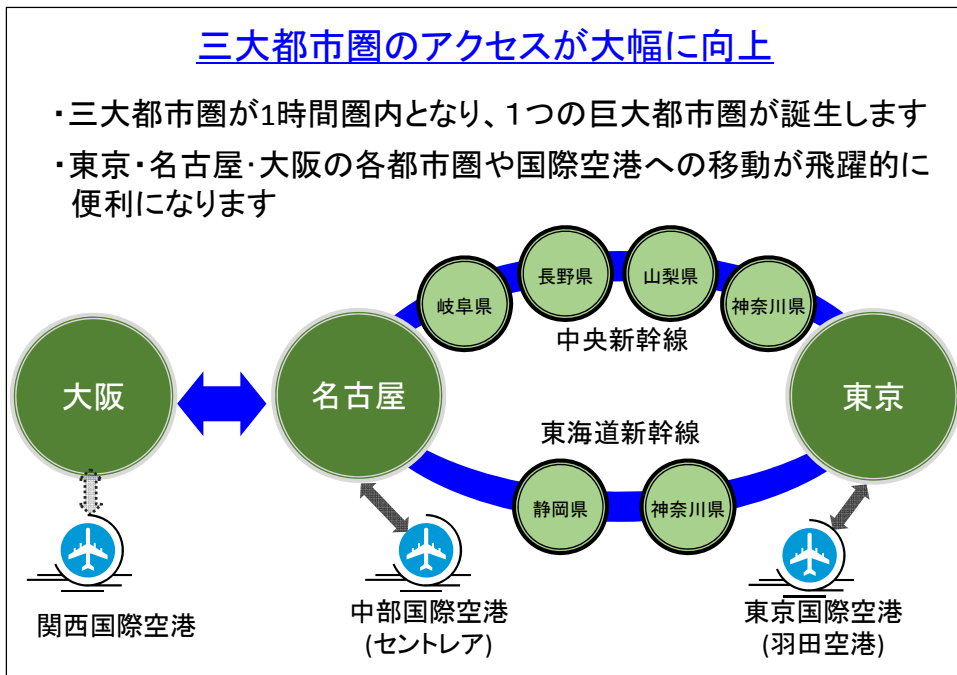 三大都市圏のアクセスが大幅に向上
・三大都市圏が1時間圏内となり、１つの巨大都市圏が誕生します
・東京・名古屋・大阪の各都市圏や国際空港への移動が飛躍的に
便利になります
岐阜県
長野県
山梨県
神奈川県
中央新幹線
大阪
名古屋
東京
東海道新幹線
静岡県
神奈川県
関西国際空港
中部国際空港
(セントレア)
東京国際空港
(羽田空港)